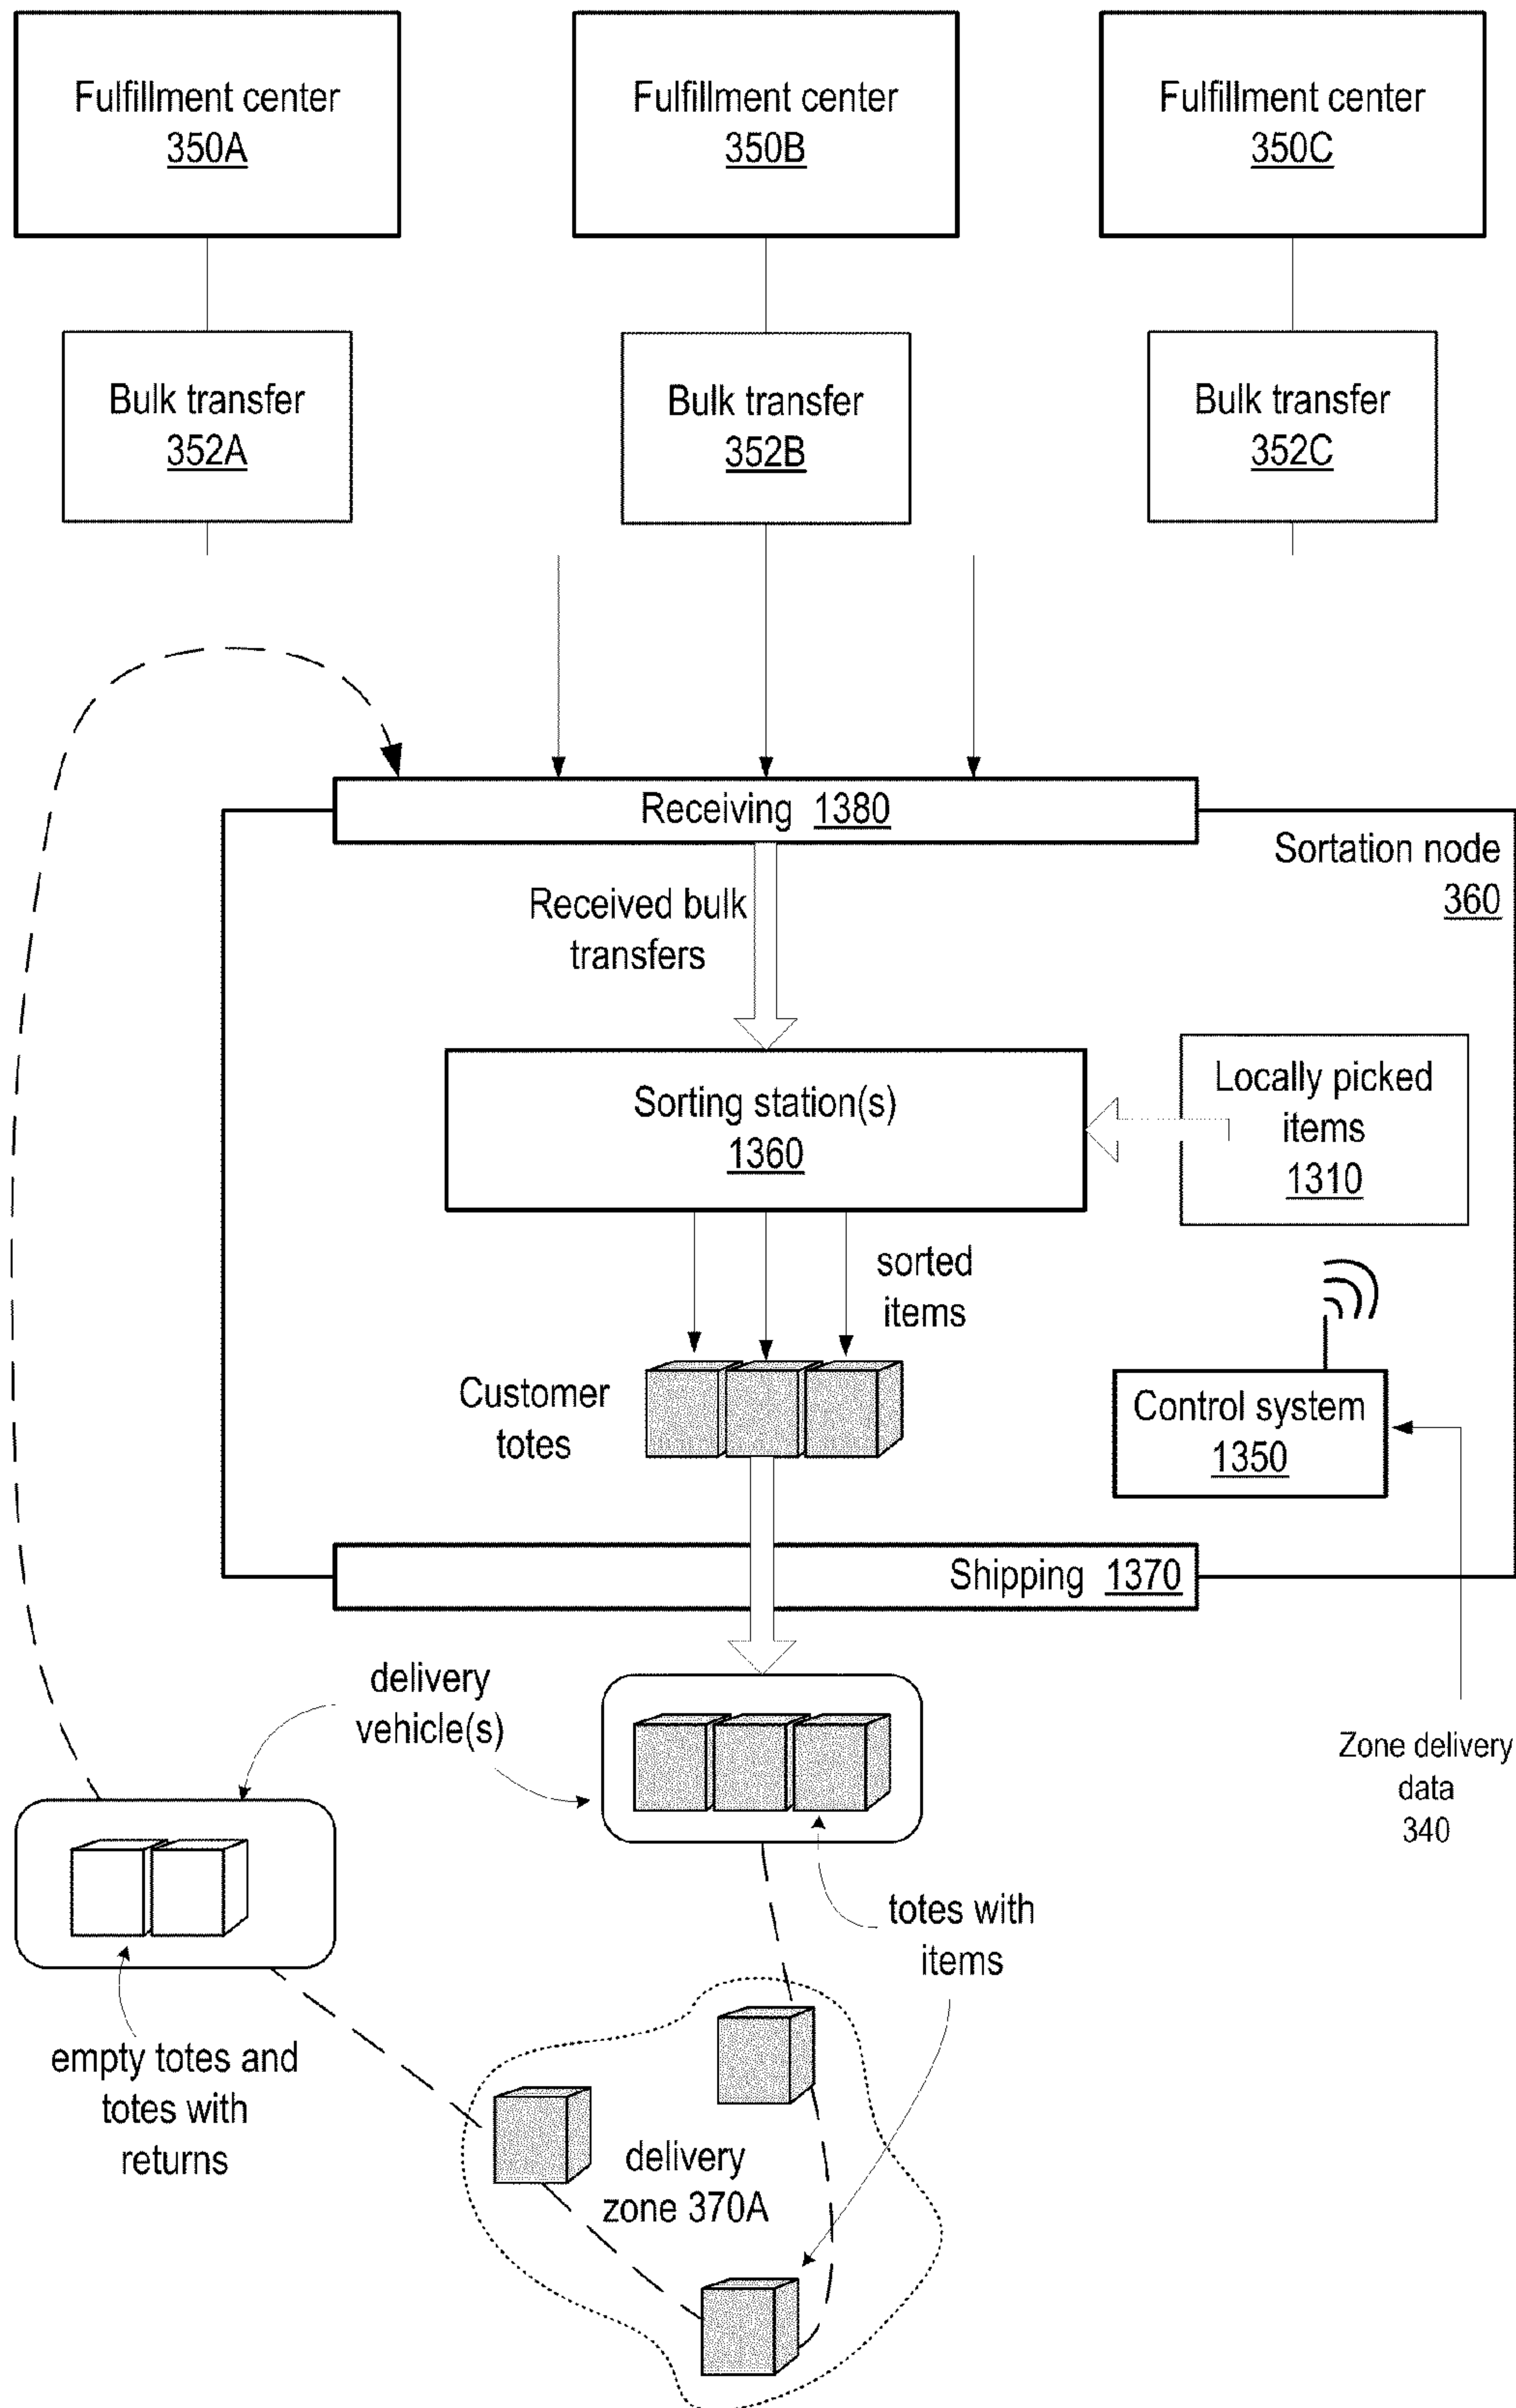 Fulfillment center
350A
Fulfillment center
350B
Fulfillment center
350C
Bulk transfer
352A
Bulk transfer
352B
Bulk transfer
352C
Receiving 1380
Sortation node
360
Received bulk
transfers
Sorting station(s)
1360
Locally picked
items
1310
sorted
items
Customer
totes
Control system
1350
Shipping 1370
delivery
vehicle(s)
Zone delivery
data
340
totes with
items
empty totes and
totes with
returns
delivery
zone 370A